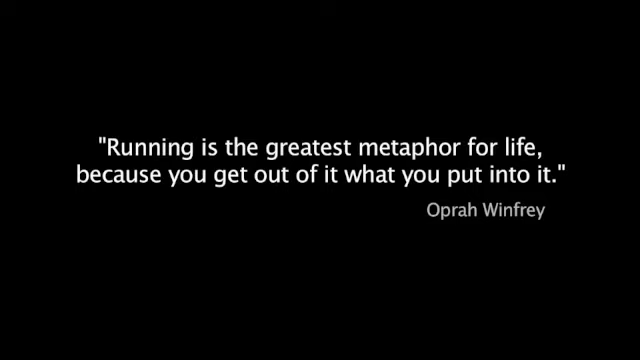 "Running is the greatest metaphor for life,
because you get out of it what you put into it."
Oprah Winfrey